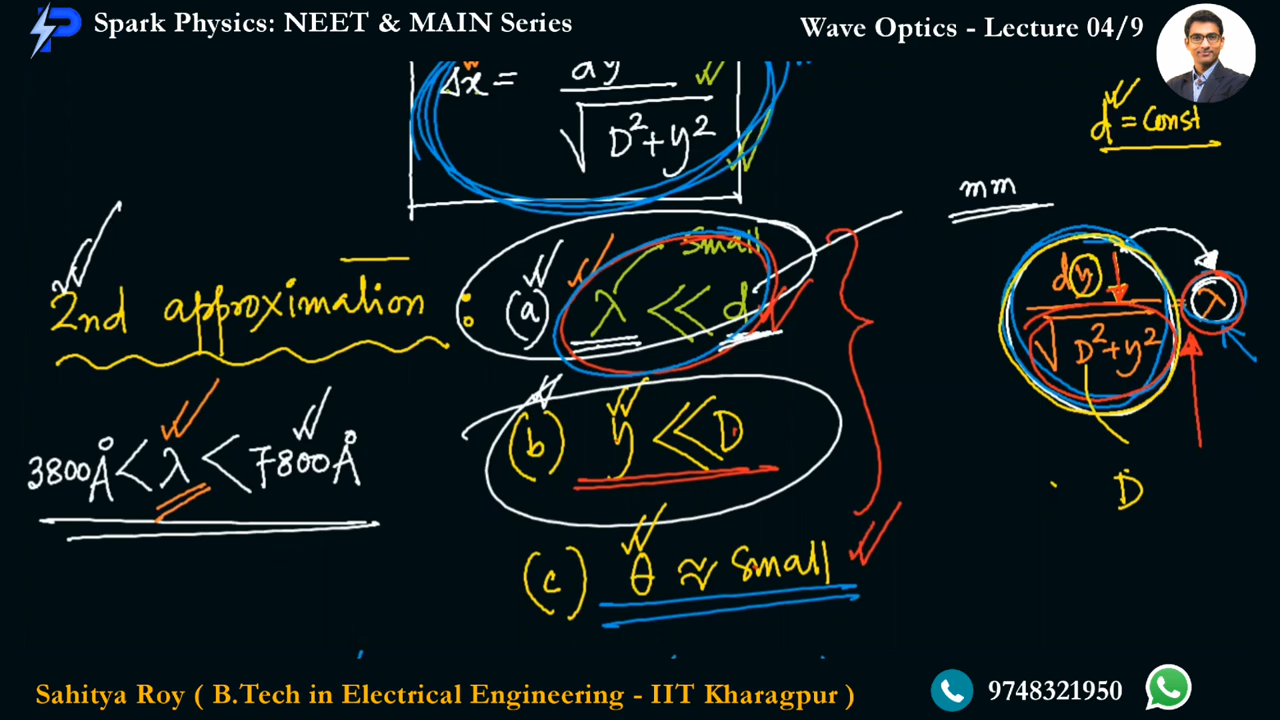 Spark Physics: NEET & MAIN Series
Wave Optics - Lecture 04/9
Δx = dy / √(D²+y²)
d = Const
mm
2nd approximation :
(a) λ << d
small
dy / √(D²+y²) = λ
D
3800Å < λ < 7800Å
(b) y << D
(c) θ ≈ small
Sahitya Roy ( B.Tech in Electrical Engineering - IIT Kharagpur )
9748321950